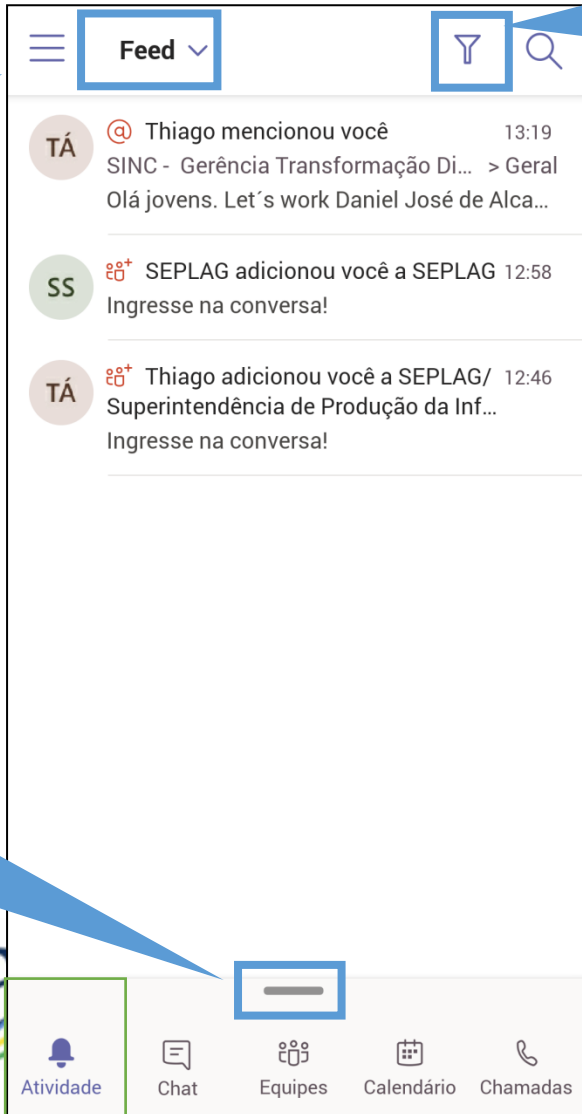 Feed
TÁ
Thiago mencionou você 13:19
SINC - Gerência Transformação Di... > Geral
Olá jovens. Let´s work Daniel José de Alca...
SS
SEPLAG adicionou você a SEPLAG 12:58
Ingresse na conversa!
TÁ
Thiago adicionou você a SEPLAG/ 12:46
Superintendência de Produção da Inf...
Ingresse na conversa!
Atividade Chat Equipes Calendário Chamadas